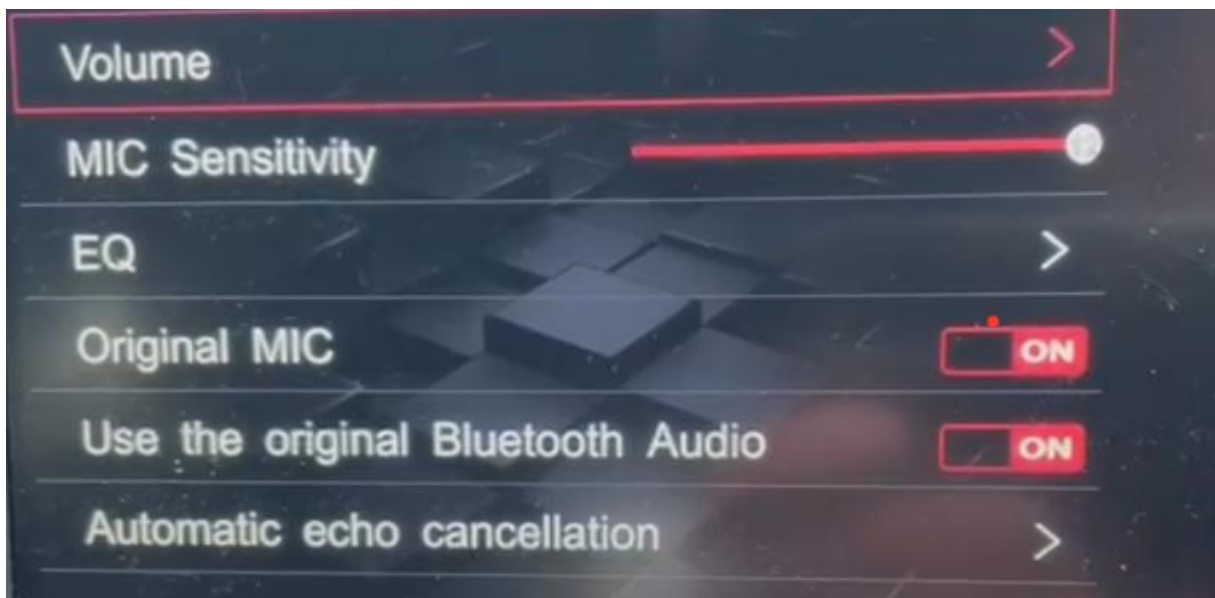 Volume
MIC Sensitivity
EQ
Original MIC
ON
Use the original Bluetooth Audio
ON
Automatic echo cancellation